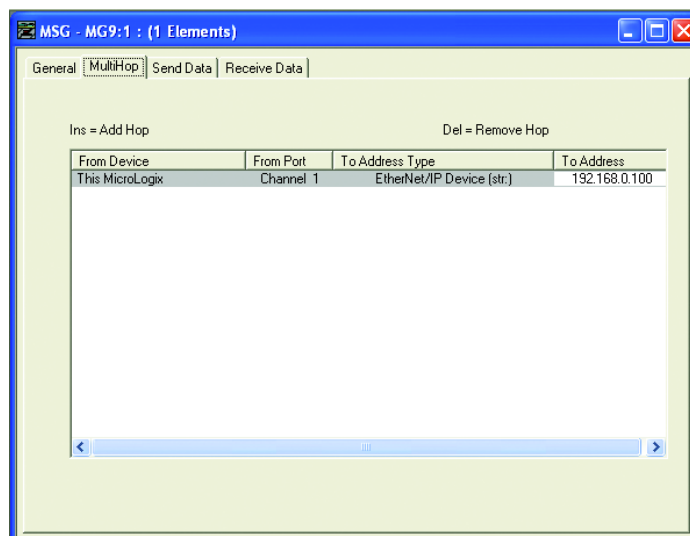 MSG - MG9:1 : (1 Elements)
General MultiHop Send Data Receive Data
Ins = Add Hop Del = Remove Hop
From Device From Port To Address Type To Address
This MicroLogix Channel 1 EtherNet/IP Device (str:) 192.168.0.100